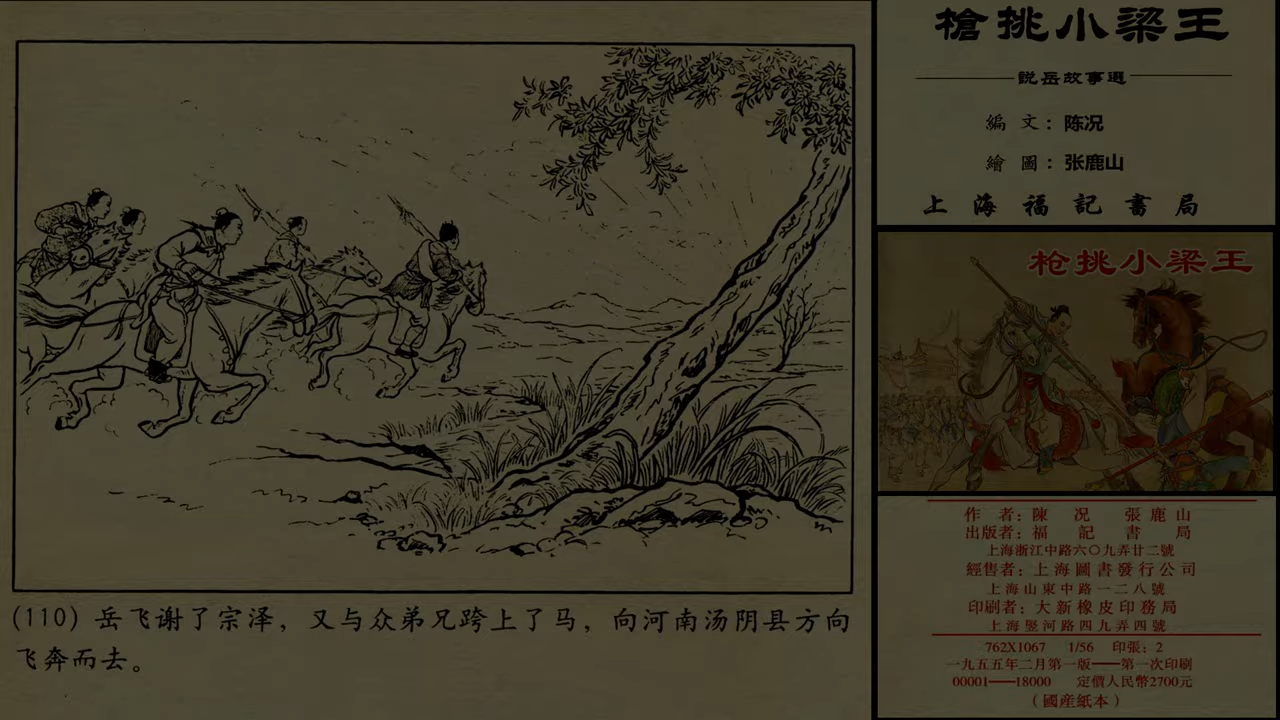 (110) 岳飞谢了宗泽，又与众弟兄跨上了马，向河南汤阴县方向
飞奔而去。
槍挑小梁王
說岳故事選
編 文：陈况
繪 圖：张鹿山
上海福記書局
枪挑小梁王
作 者：陳 况 張鹿山
出版者：福記書局
上海浙江中路六〇九弄廿二號
經售者：上海圖書發行公司
上海山東中路一二八號
印刷者：大新橡皮印務局
上海豎河路四九弄四號
762X1067 1/56 印張：2
一九五五年二月第一版——第一次印刷
00001——18000 定價人民幣2700元
（國産紙本）